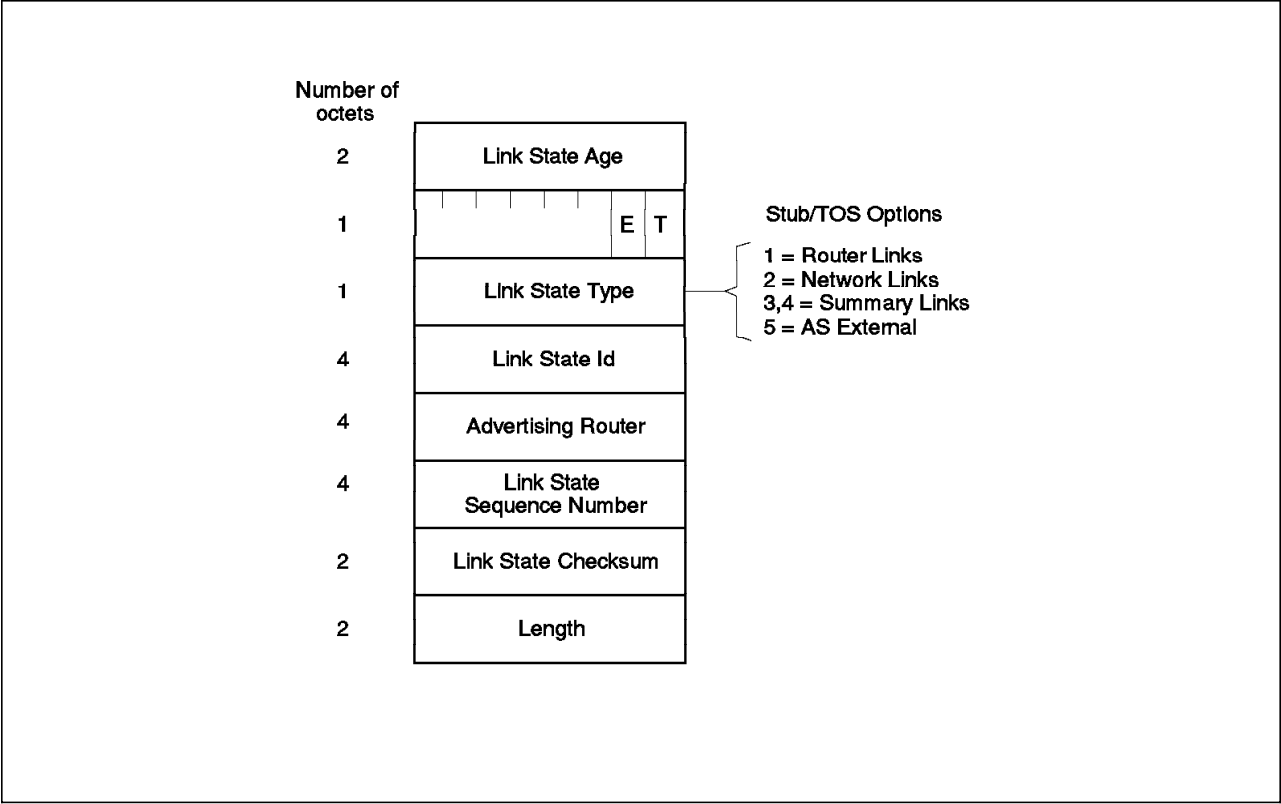 Number of
octets
2
Link State Age
1
E T
Stub/TOS Options
1
Link State Type
1 = Router Links
2 = Network Links
3,4 = Summary Links
5 = AS External
4
Link State Id
4
Advertising Router
4
Link State
Sequence Number
2
Link State Checksum
2
Length